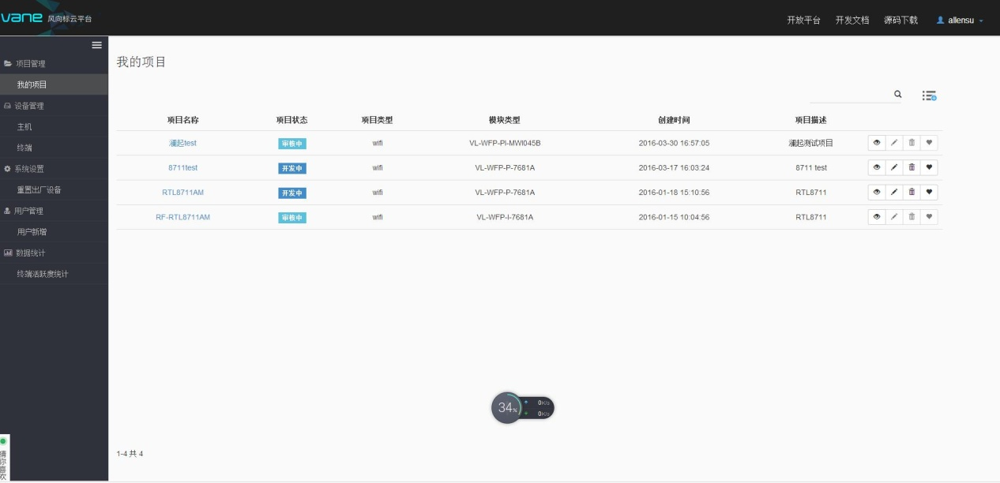 vane 风向标云平台
开放平台 开发文档 源码下载 allensu
项目管理
我的项目
设备管理
主机
终端
系统设置
重置出厂设备
用户管理
用户新增
数据统计
终端活跃度统计
我的项目
项目名称 项目状态 项目类型 模块类型 创建时间 项目描述
澜起test 审核中 wifi VL-WFP-PI-MWI045B 2016-03-30 16:57:05 澜起测试项目
8711test 开发中 wifi VL-WFP-P-7681A 2016-03-17 16:03:24 8711 test
RTL8711AM 开发中 wifi VL-WFP-P-7681A 2016-01-18 15:10:56 RTL8711
RF-RTL8711AM 审核中 wifi VL-WFP-I-7681A 2016-01-15 10:04:56 RTL8711
34%
0K/s
0K/s
1-4 共 4
猜你喜欢